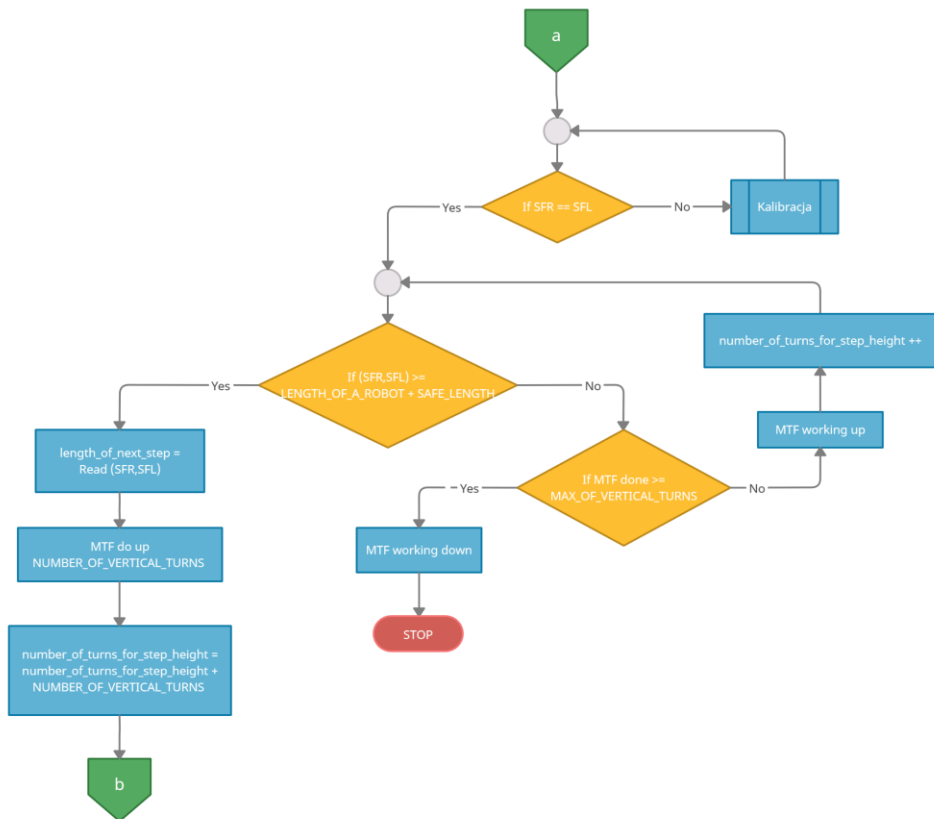 a
If SFR == SFL
Yes
No
Kalibracja
number_of_turns_for_step_height ++
If (SFR,SFL) >=
LENGTH_OF_A_ROBOT + SAFE_LENGTH
Yes
No
MTF working up
length_of_next_step =
Read (SFR,SFL)
If MTF done >=
MAX_OF_VERTICAL_TURNS
Yes
No
MTF do up
NUMBER_OF_VERTICAL_TURNS
MTF working down
STOP
number_of_turns_for_step_height =
number_of_turns_for_step_height +
NUMBER_OF_VERTICAL_TURNS
b